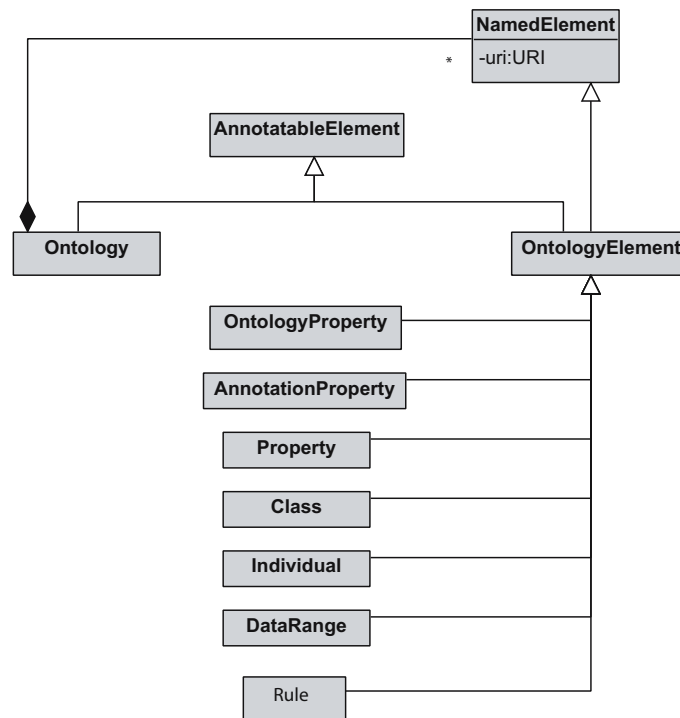 NamedElement
-uri:URI
*
AnnotatableElement
Ontology
OntologyElement
OntologyProperty
AnnotationProperty
Property
Class
Individual
DataRange
Rule